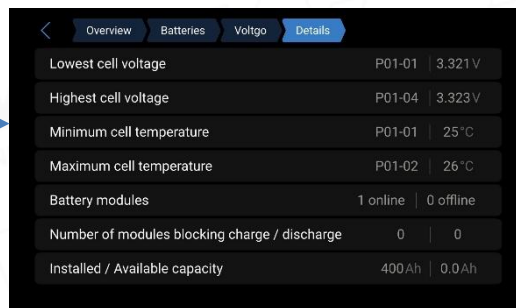 Overview Batteries Voltgo Details
Lowest cell voltage P01-01 3.321V
Highest cell voltage P01-04 3.323V
Minimum cell temperature P01-01 25°C
Maximum cell temperature P01-02 26°C
Battery modules 1 online 0 offline
Number of modules blocking charge / discharge 0 0
Installed / Available capacity 400Ah 0.0Ah